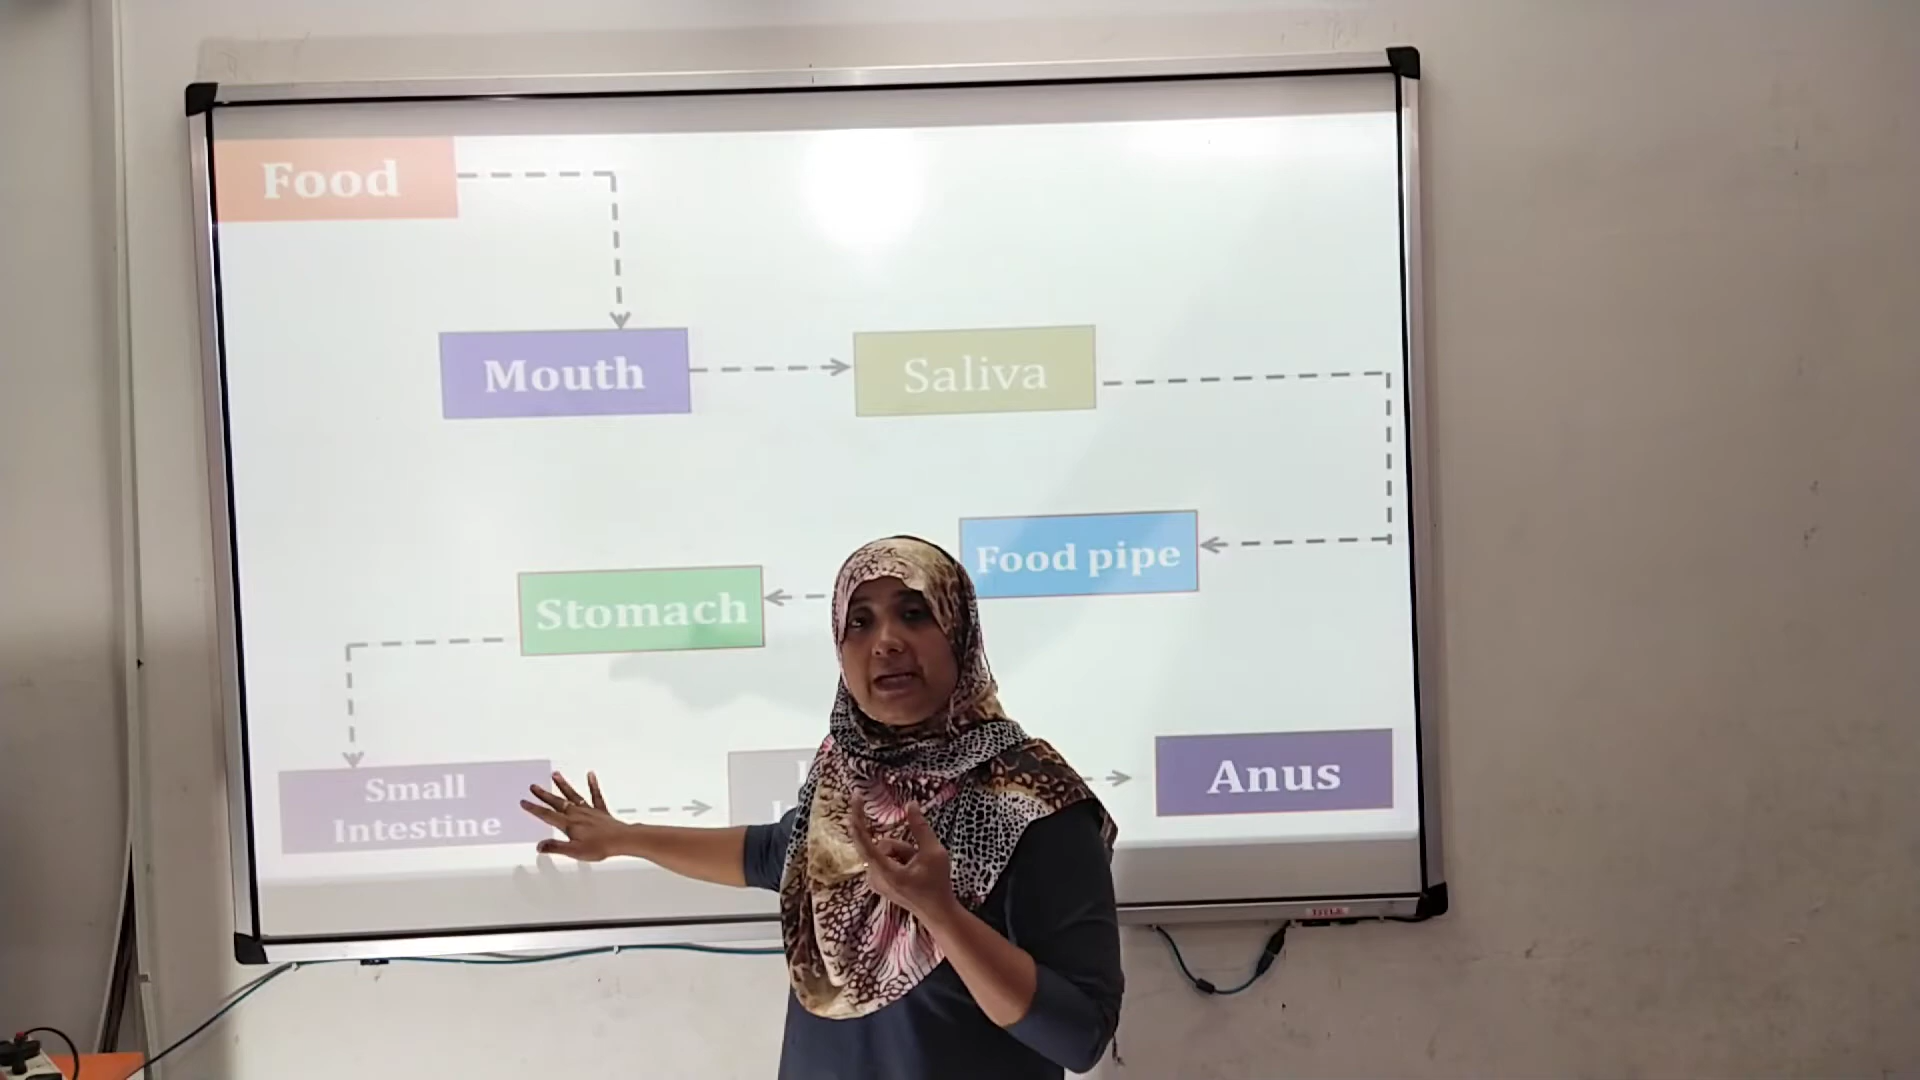 Food
Mouth
Saliva
Food pipe
Stomach
Small
Intestine
Anus